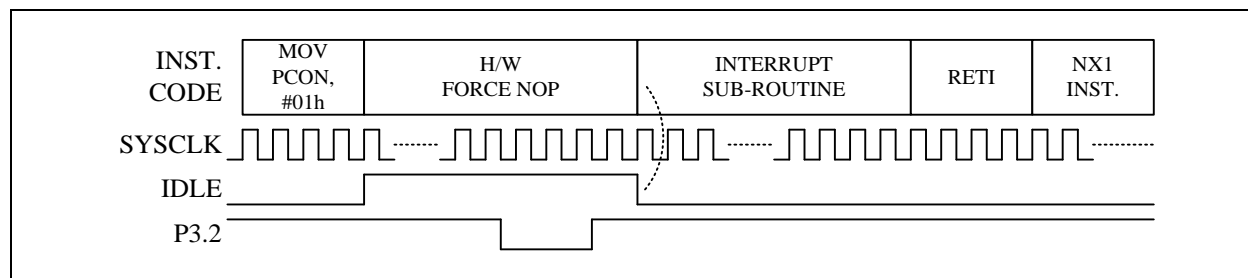 INST.
CODE
MOV
PCON,
#01h
H/W
FORCE NOP
INTERRUPT
SUB-ROUTINE
RETI
NX1
INST.
SYSCLK
IDLE
P3.2